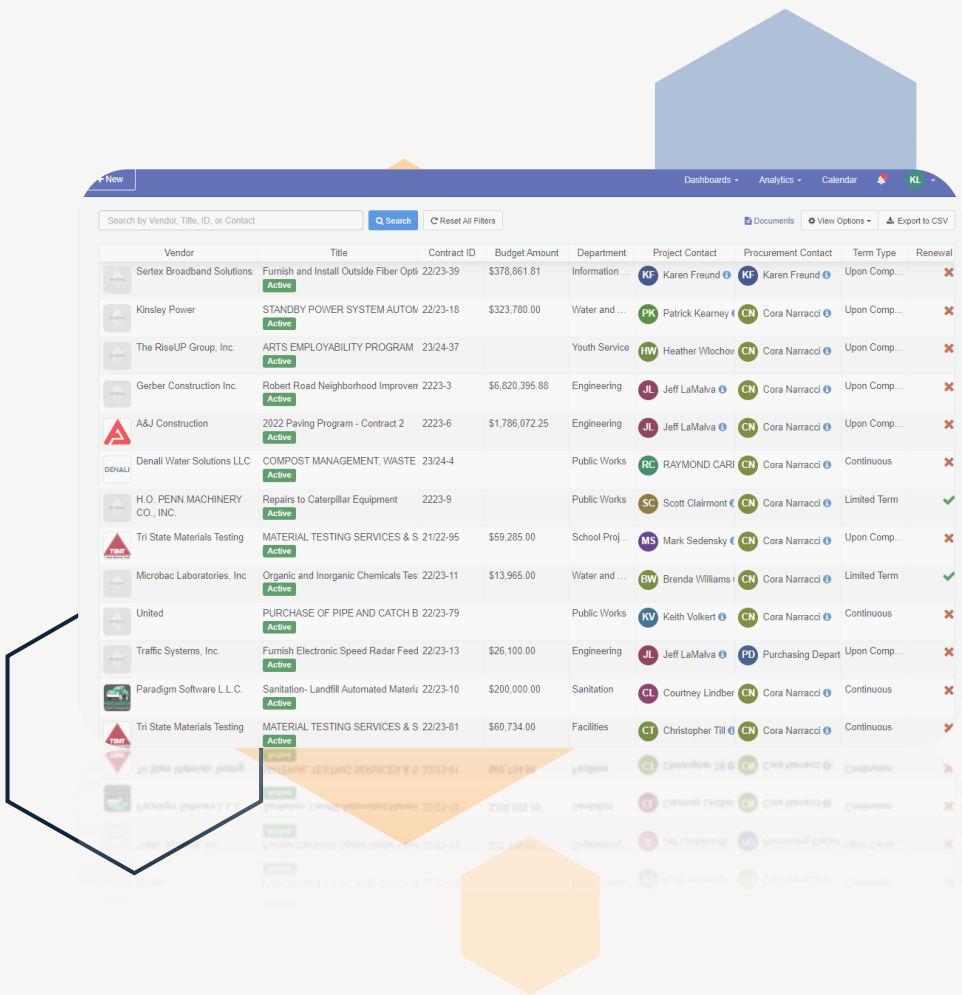 + New Dashboards Analytics Calendar KL
Search by Vendor, Title, ID, or Contact Search Reset All Filters Documents View Options Export to CSV
Vendor Title Contract ID Budget Amount Department Project Contact Procurement Contact Term Type Renewal
Sertex Broadband Solutions Furnish and Install Outside Fiber Opti 22/23-39 $378,861.81 Information ... KF Karen Freund KF Karen Freund Upon Comp...
Active
Kinsley Power STANDBY POWER SYSTEM AUTOM 22/23-18 $323,780.00 Water and ... PK Patrick Kearney CN Cora Narracci Upon Comp...
Active
The RiseUP Group, Inc. ARTS EMPLOYABILITY PROGRAM 23/24-37 Youth Service HW Heather Wlochow CN Cora Narracci Upon Comp...
Active
Gerber Construction Inc. Robert Road Neighborhood Improvem 2223-3 $6,820,395.88 Engineering JL Jeff LaMalva CN Cora Narracci Upon Comp...
Active
A&J Construction 2022 Paving Program - Contract 2 2223-6 $1,786,072.25 Engineering JL Jeff LaMalva CN Cora Narracci Upon Comp...
Active
DENALI Denali Water Solutions LLC COMPOST MANAGEMENT, WASTE 23/24-4 Public Works RC RAYMOND CARI CN Cora Narracci Continuous
Active
H.O. PENN MACHINERY Repairs to Caterpillar Equipment 2223-9 Public Works SC Scott Clairmont CN Cora Narracci Limited Term
CO., INC. Active
TSMT Tri State Materials Testing MATERIAL TESTING SERVICES & S 21/22-95 $59,285.00 School Proj... MS Mark Sedensky CN Cora Narracci Upon Comp...
Active
Microbac Laboratories, Inc Organic and Inorganic Chemicals Tes 22/23-11 $13,965.00 Water and ... BW Brenda Williams CN Cora Narracci Limited Term
Active
United PURCHASE OF PIPE AND CATCH B 22/23-79 Public Works KV Keith Volkert CN Cora Narracci Continuous
Active
Traffic Systems, Inc. Furnish Electronic Speed Radar Feed 22/23-13 $26,100.00 Engineering JL Jeff LaMalva PD Purchasing Depart Upon Comp...
Active
Paradigm Software L.L.C. Sanitation- Landfill Automated Materia 22/23-10 $200,000.00 Sanitation CL Courtney Lindber CN Cora Narracci Continuous
Active
TSMT Tri State Materials Testing MATERIAL TESTING SERVICES & S 22/23-81 $60,734.00 Facilities CT Christopher Till CN Cora Narracci Continuous
Active